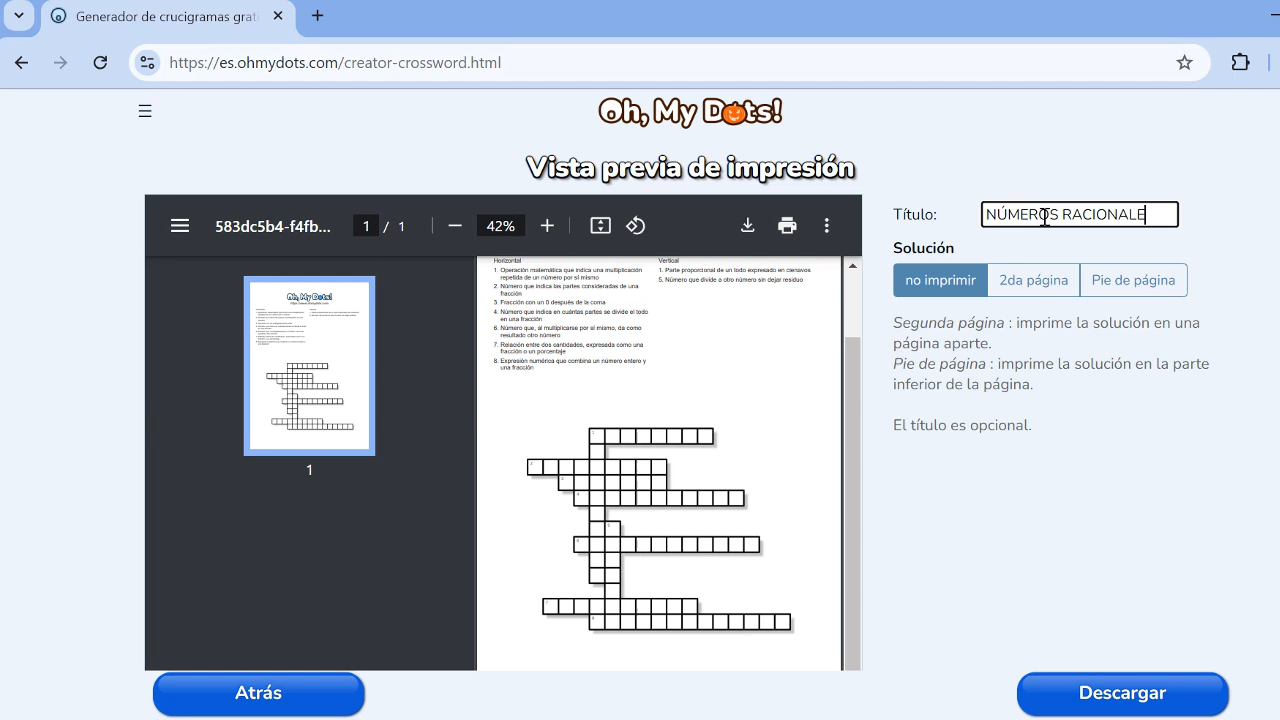 Generador de crucigramas grati
https://es.ohmydots.com/creator-crossword.html
Oh, My Dots!
Vista previa de impresión
583dc5b4-f4fb...
1 / 1
42%
Título:
NÚMEROS RACIONALE
Solución
no imprimir
2da página
Pie de página
Segunda página : imprime la solución en una
página aparte.
Pie de página : imprime la solución en la parte
inferior de la página.
El título es opcional.
Horizontal
1. Operación matemática que indica una multiplicación
repetida de un número por sí mismo
2. Número que indica las partes consideradas de una
fracción
3. Fracción con un 0 después de la coma
4. Número que indica en cuántas partes se divide el todo
en una fracción
6. Número que, al multiplicarse por sí mismo, da como
resultado otro número
7. Relación entre dos cantidades, expresada como una
fracción o un porcentaje
8. Expresión numérica que combina un número entero y
una fracción
Vertical
1. Parte proporcional de un todo expresado en cienavos
5. Número que divide a otro número sin dejar residuo
1
Atrás
Descargar